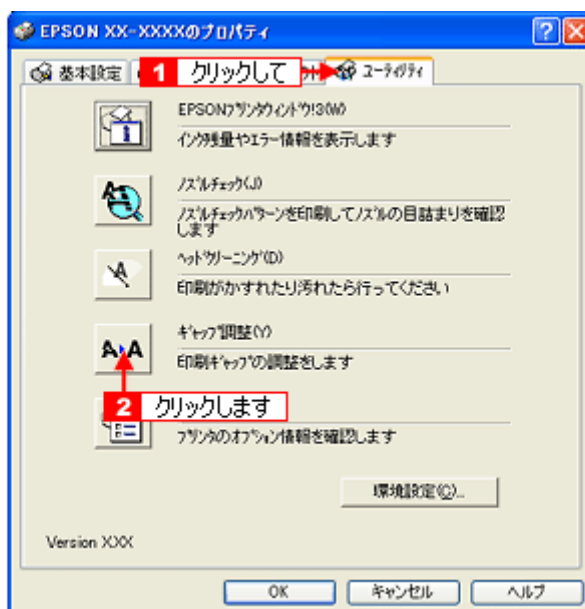 EPSON XX-XXXXのプロパティ
基本設定
1 クリックして
ユーティリティ
EPSONプリンタウィンドウ!3(W)
インク残量やエラー情報を表示します
ノズルチェック(J)
ノズルチェックパターンを印刷してノズルの目詰まりを確認
します
ヘッドクリーニング(D)
印刷がかすれたり汚れたら行ってください
ギャップ調整(Y)
印刷ギャップの調整をします
2 クリックします
プリンタのオプション情報を確認します
環境設定(C)...
Version XXX
OK
キャンセル
ヘルプ